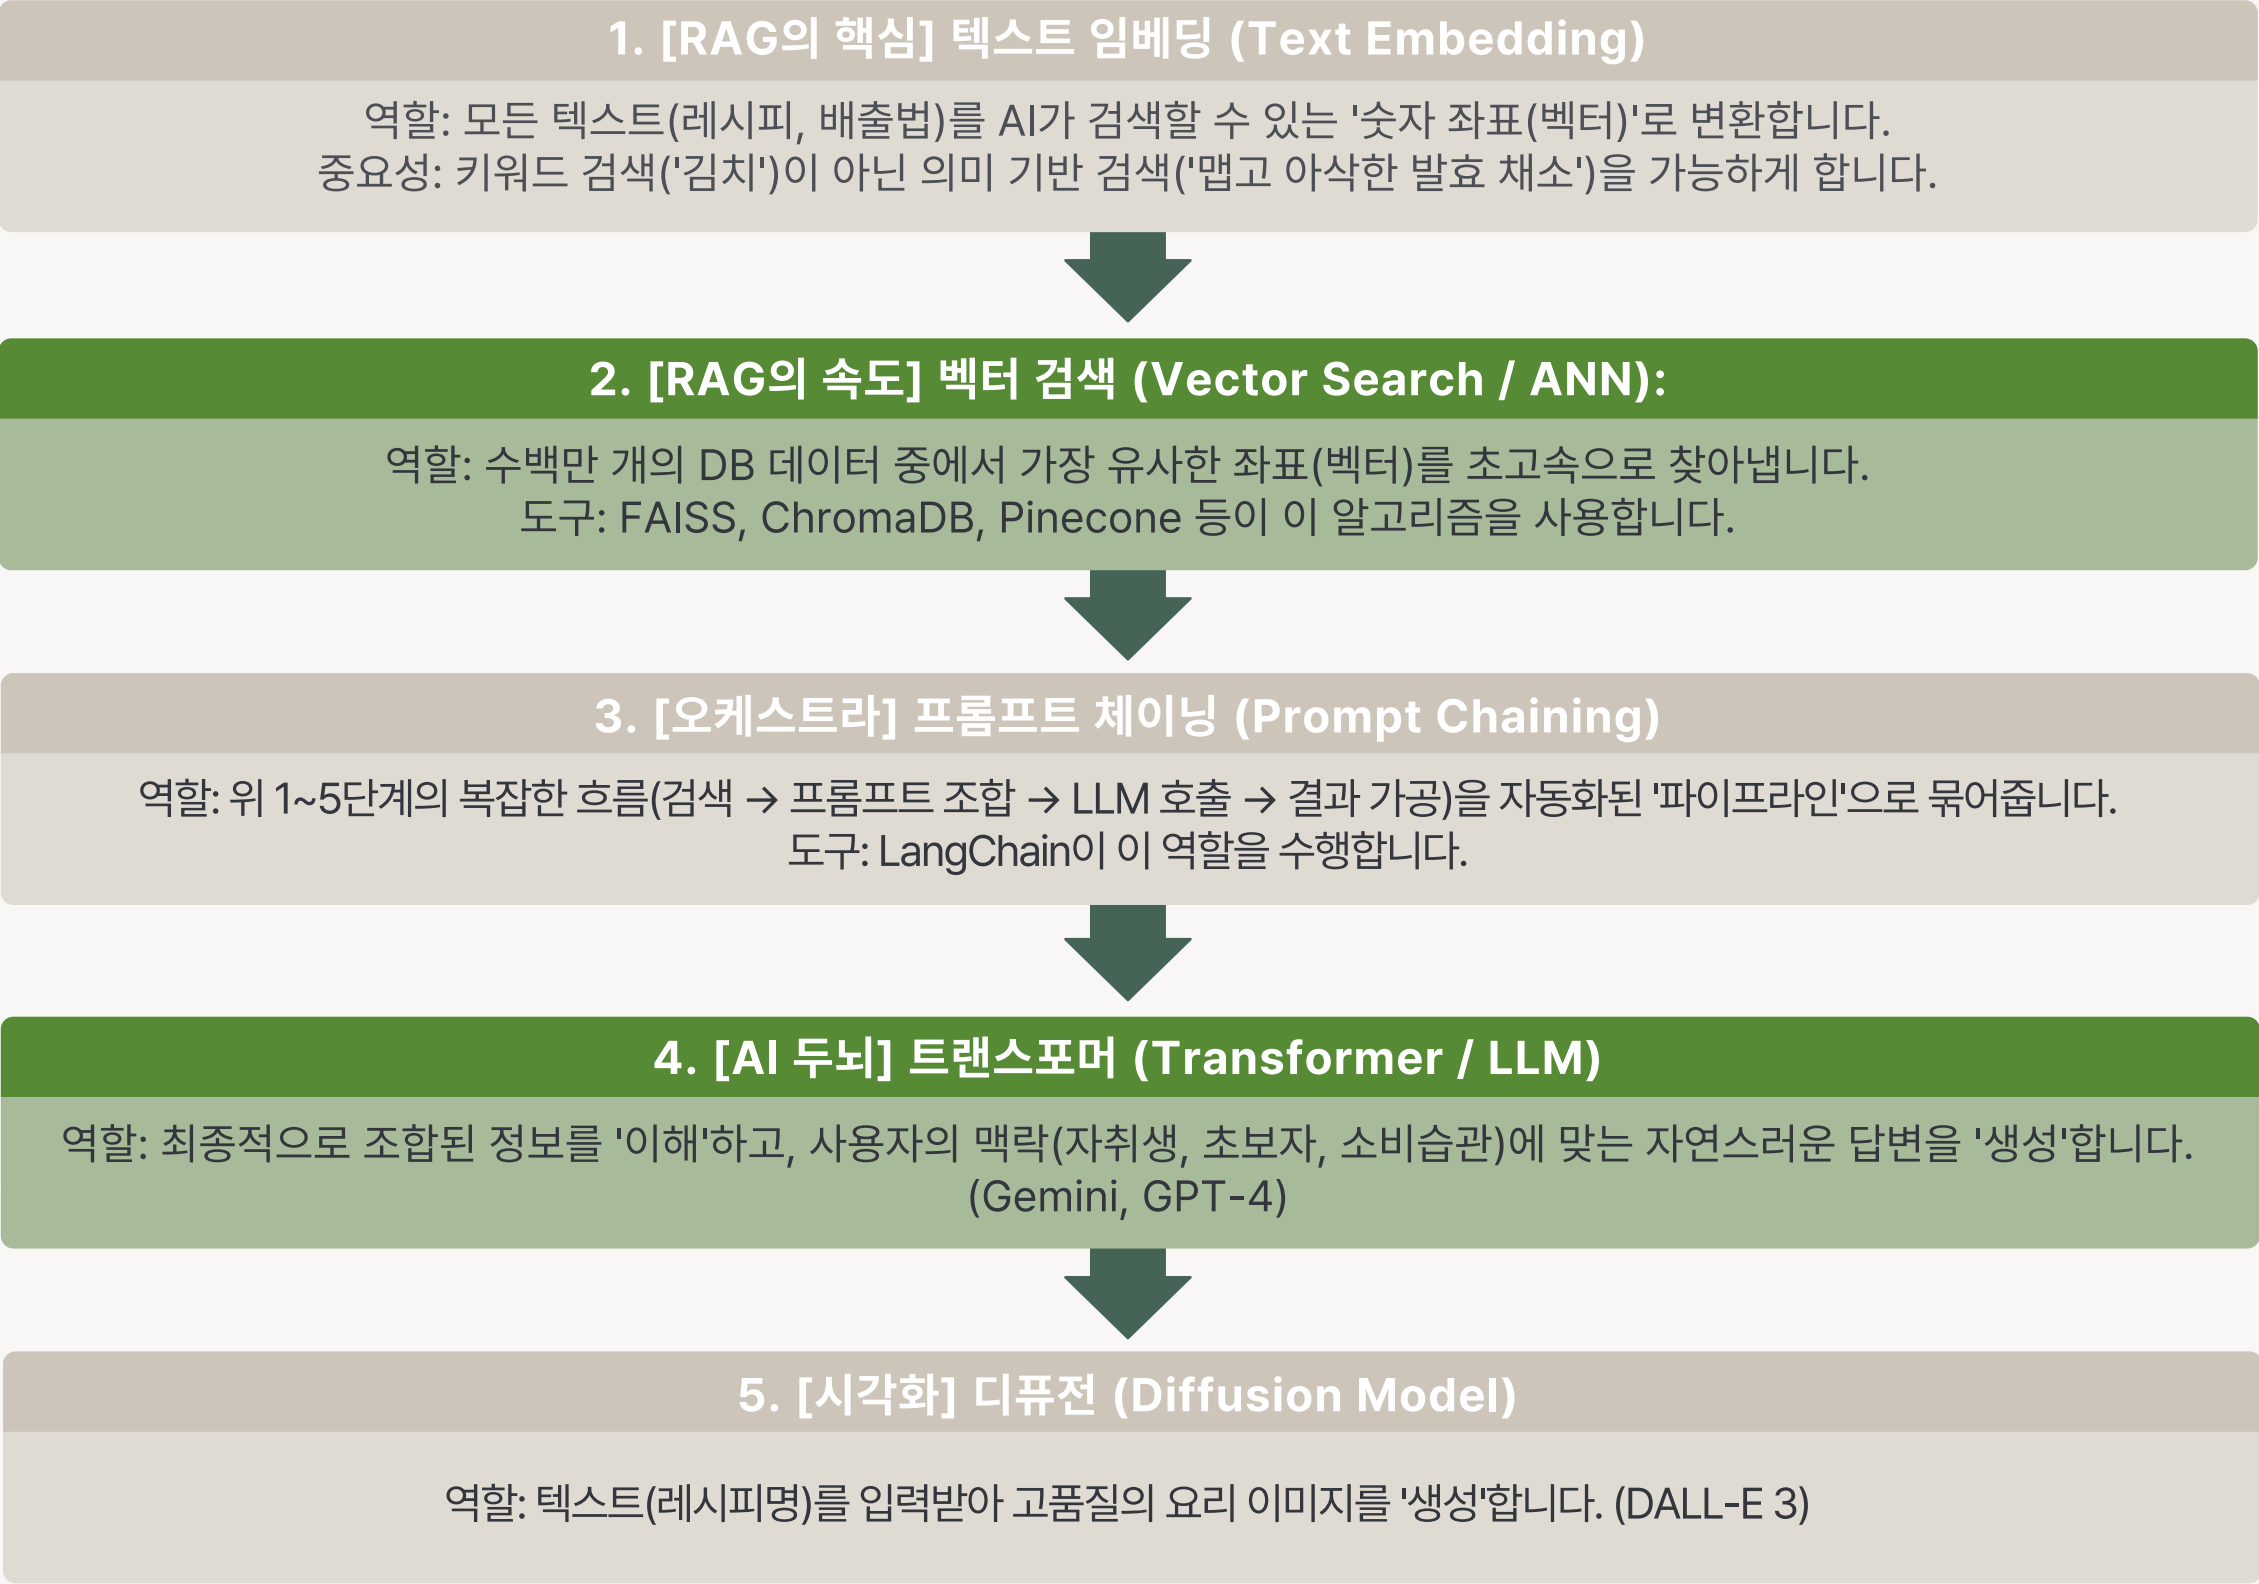 1. [RAG의 핵심] 텍스트 임베딩 (Text Embedding)
역할: 모든 텍스트(레시피, 배출법)를 AI가 검색할 수 있는 '숫자 좌표(벡터)'로 변환합니다.
중요성: 키워드 검색('김치')이 아닌 의미 기반 검색('맵고 아삭한 발효 채소')을 가능하게 합니다.
2. [RAG의 속도] 벡터 검색 (Vector Search / ANN):
역할: 수백만 개의 DB 데이터 중에서 가장 유사한 좌표(벡터)를 초고속으로 찾아냅니다.
도구: FAISS, ChromaDB, Pinecone 등이 이 알고리즘을 사용합니다.
3. [오케스트라] 프롬프트 체이닝 (Prompt Chaining)
역할: 위 1~5단계의 복잡한 흐름(검색 → 프롬프트 조합 → LLM 호출 → 결과 가공)을 자동화된 '파이프라인'으로 묶어줍니다.
도구: LangChain이 이 역할을 수행합니다.
4. [AI 두뇌] 트랜스포머 (Transformer / LLM)
역할: 최종적으로 조합된 정보를 '이해'하고, 사용자의 맥락(자취생, 초보자, 소비습관)에 맞는 자연스러운 답변을 '생성'합니다.
(Gemini, GPT-4)
5. [시각화] 디퓨전 (Diffusion Model)
역할: 텍스트(레시피명)를 입력받아 고품질의 요리 이미지를 '생성'합니다. (DALL-E 3)